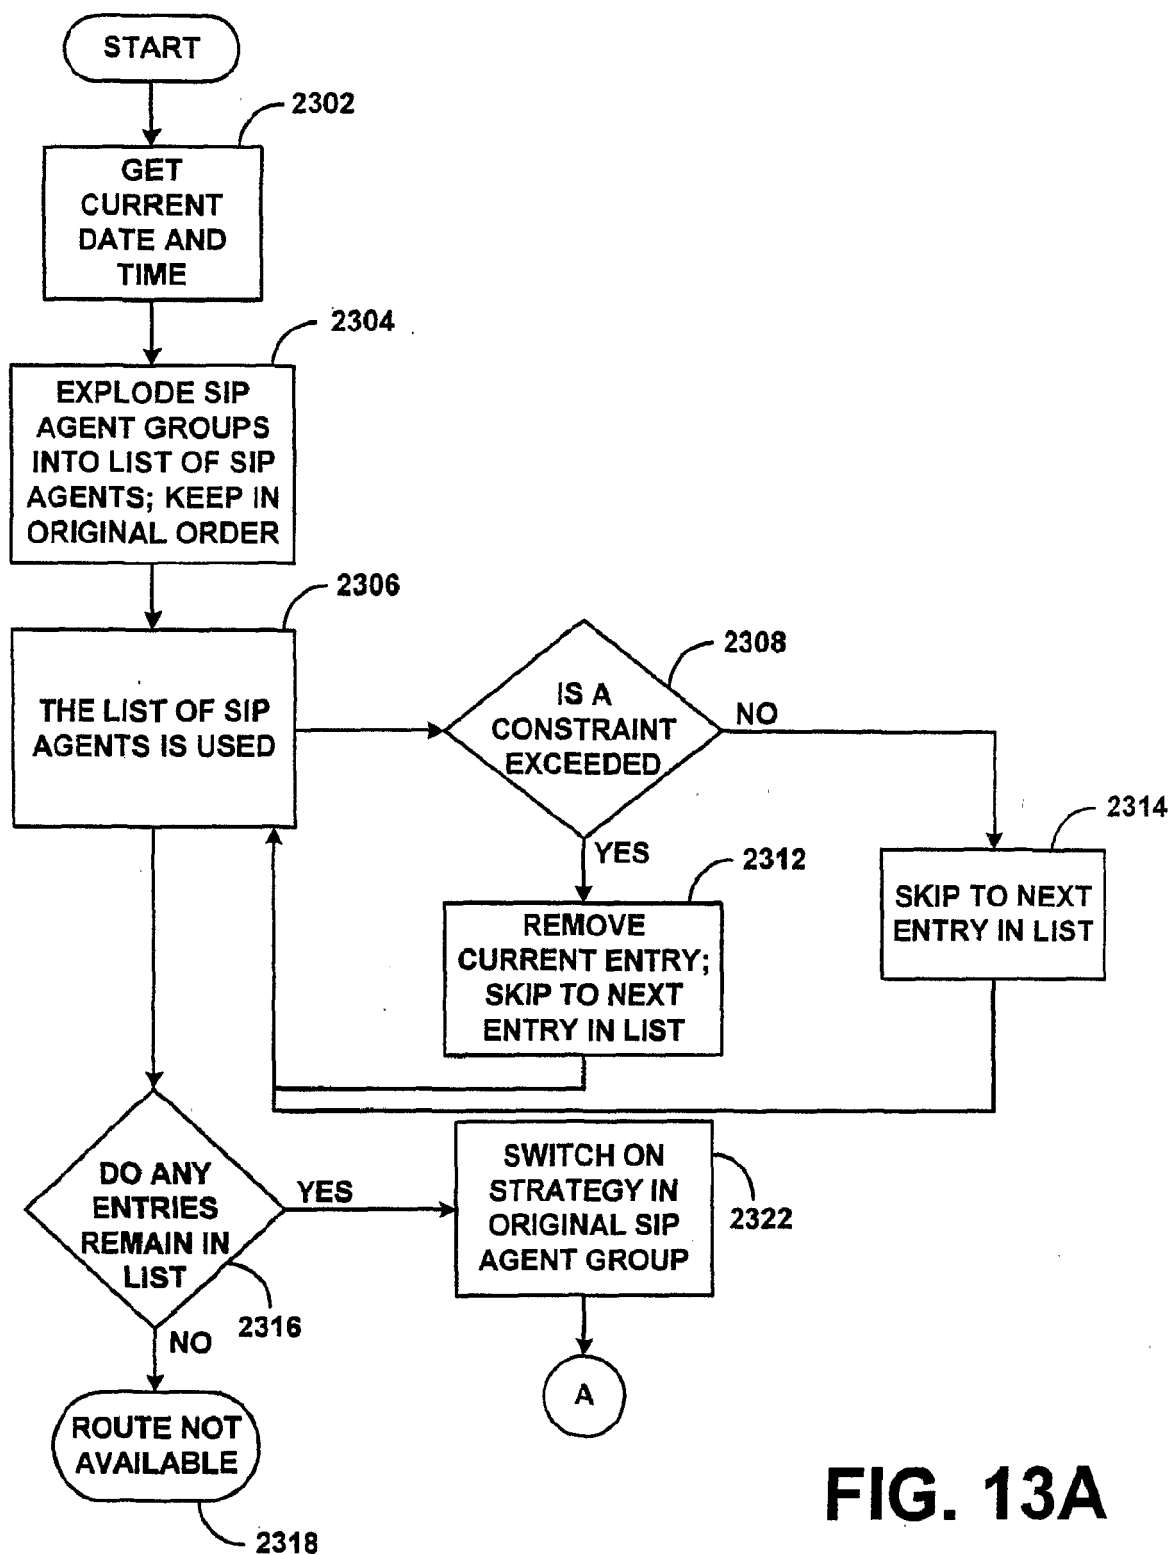 START
2302
GET
CURRENT
DATE AND
TIME
2304
EXPLODE SIP
AGENT GROUPS
INTO LIST OF SIP
AGENTS; KEEP IN
ORIGINAL ORDER
2306
THE LIST OF SIP
AGENTS IS USED
2308
IS A
CONSTRAINT
EXCEEDED
NO
YES
2312
REMOVE
CURRENT ENTRY;
SKIP TO NEXT
ENTRY IN LIST
2314
SKIP TO NEXT
ENTRY IN LIST
DO ANY
ENTRIES
REMAIN IN
LIST
2316
YES
NO
SWITCH ON
STRATEGY IN
ORIGINAL SIP
AGENT GROUP
2322
A
ROUTE NOT
AVAILABLE
2318
FIG. 13A